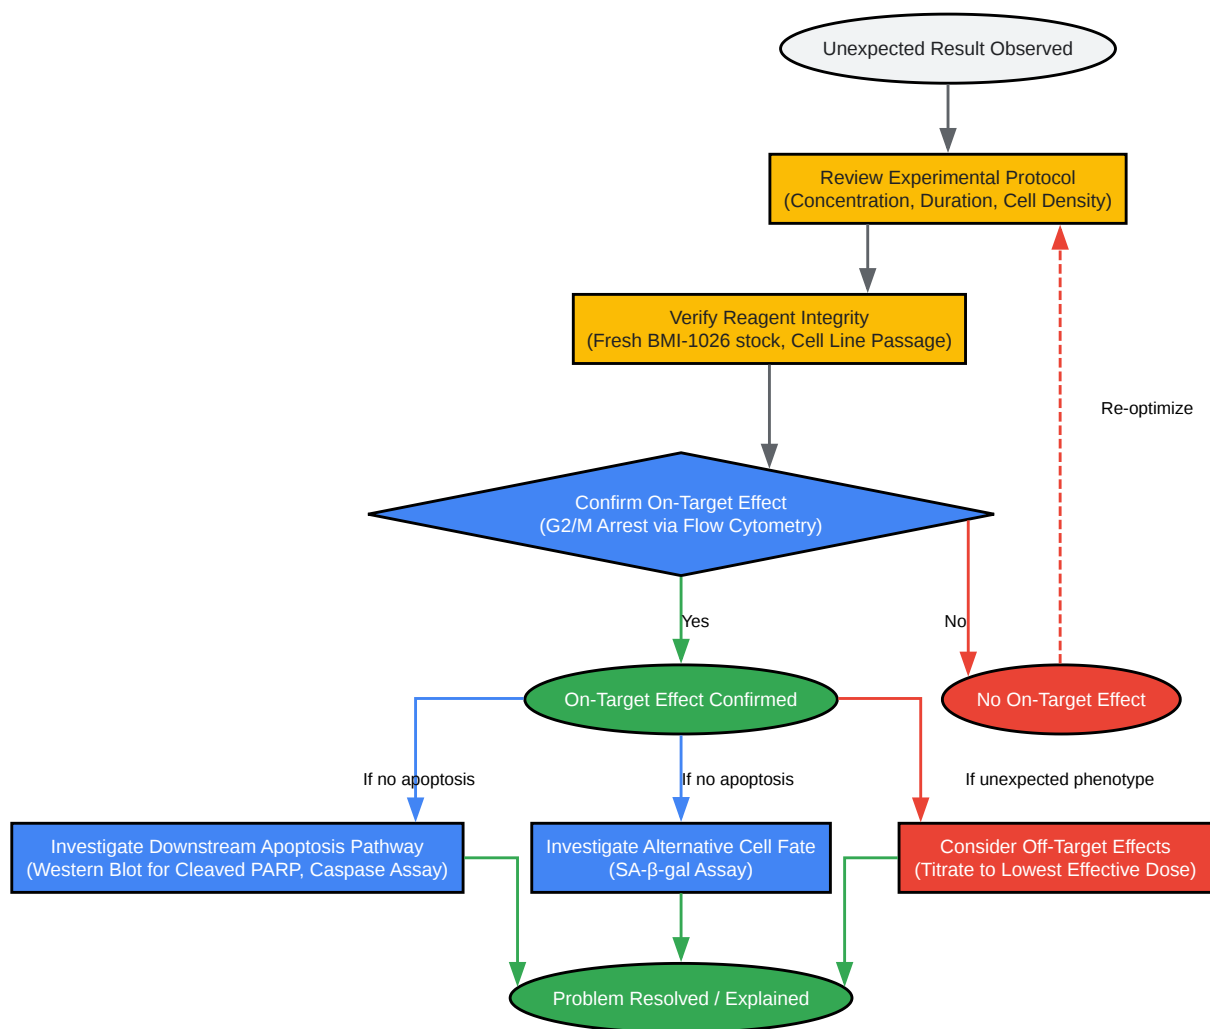 Unexpected Result Observed
Review Experimental Protocol
(Concentration, Duration, Cell Density)
Verify Reagent Integrity
(Fresh BMI-1026 stock, Cell Line Passage)
Re-optimize
Confirm On-Target Effect
(G2/M Arrest via Flow Cytometry)
Yes
No
On-Target Effect Confirmed
No On-Target Effect
If no apoptosis
If no apoptosis
If unexpected phenotype
Investigate Downstream Apoptosis Pathway
(Western Blot for Cleaved PARP, Caspase Assay)
Investigate Alternative Cell Fate
(SA-β-gal Assay)
Consider Off-Target Effects
(Titrate to Lowest Effective Dose)
Problem Resolved / Explained